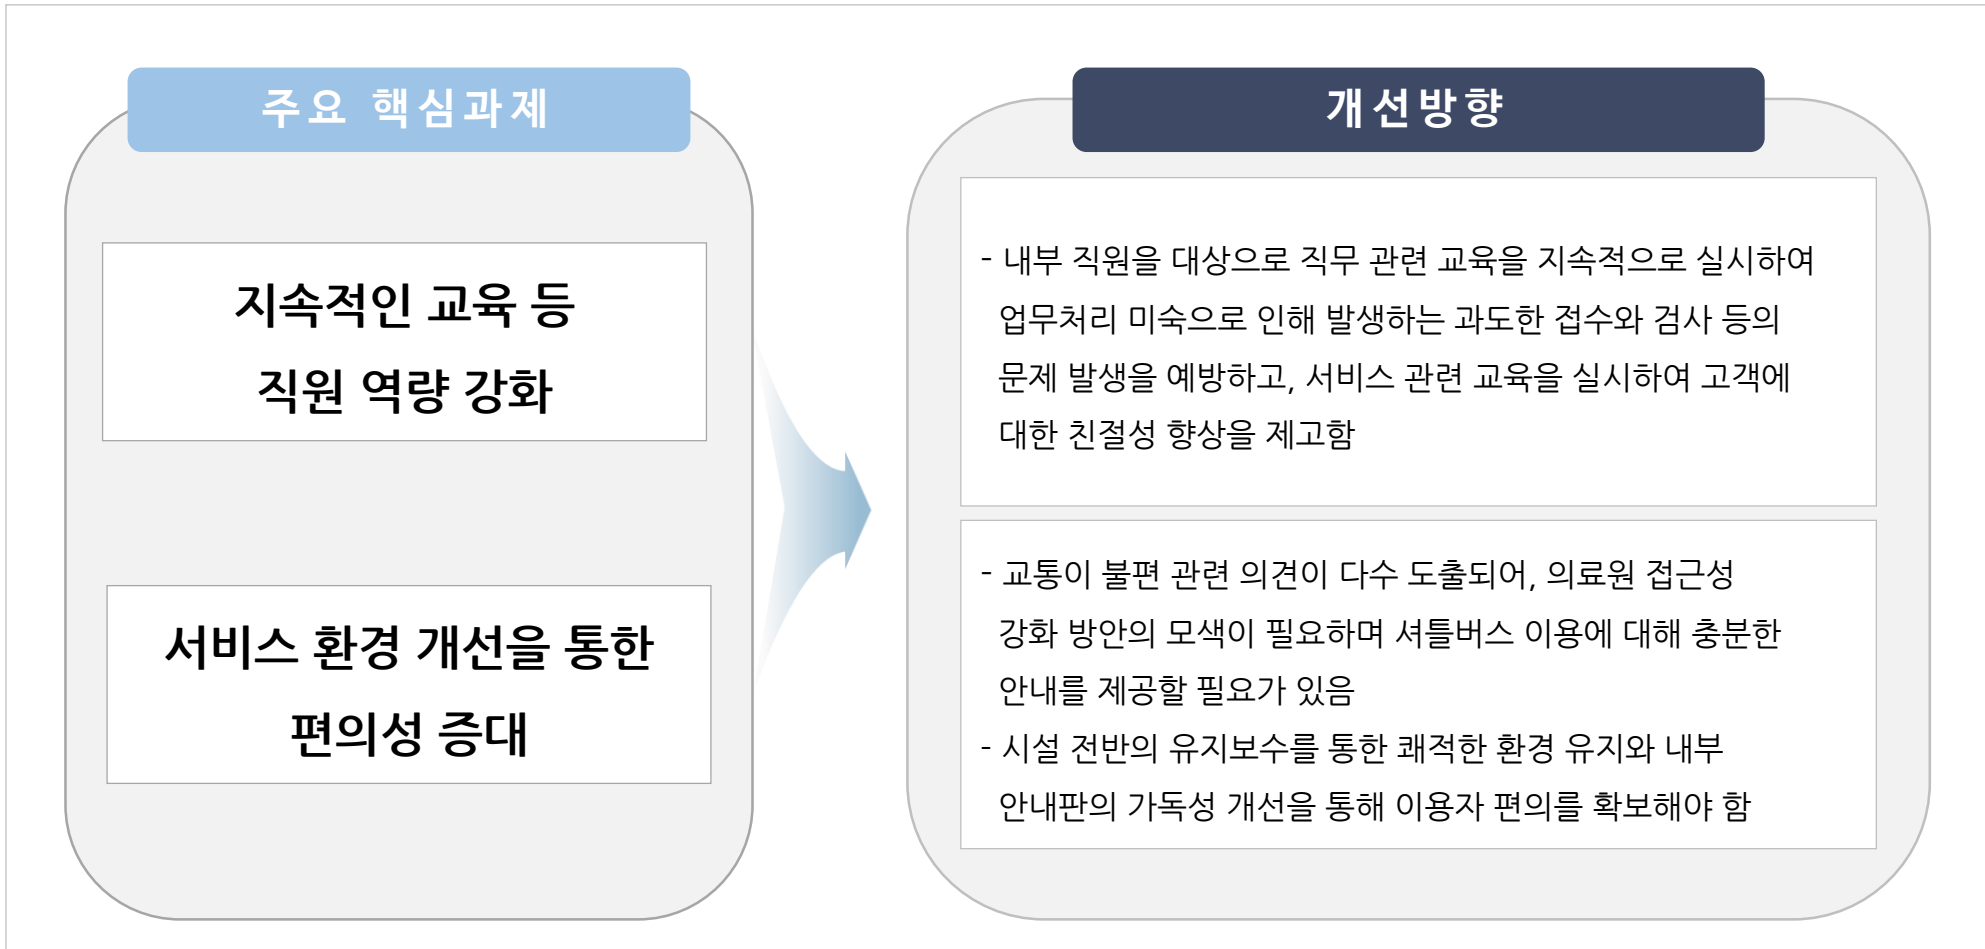 주요 핵심과제
지속적인 교육 등
직원 역량 강화
서비스 환경 개선을 통한
편의성 증대
개선방향
- 내부 직원을 대상으로 직무 관련 교육을 지속적으로 실시하여
업무처리 미숙으로 인해 발생하는 과도한 접수와 검사 등의
문제 발생을 예방하고, 서비스 관련 교육을 실시하여 고객에
대한 친절성 향상을 제고함
- 교통이 불편 관련 의견이 다수 도출되어, 의료원 접근성
강화 방안의 모색이 필요하며 셔틀버스 이용에 대해 충분한
안내를 제공할 필요가 있음
- 시설 전반의 유지보수를 통한 쾌적한 환경 유지와 내부
안내판의 가독성 개선을 통해 이용자 편의를 확보해야 함